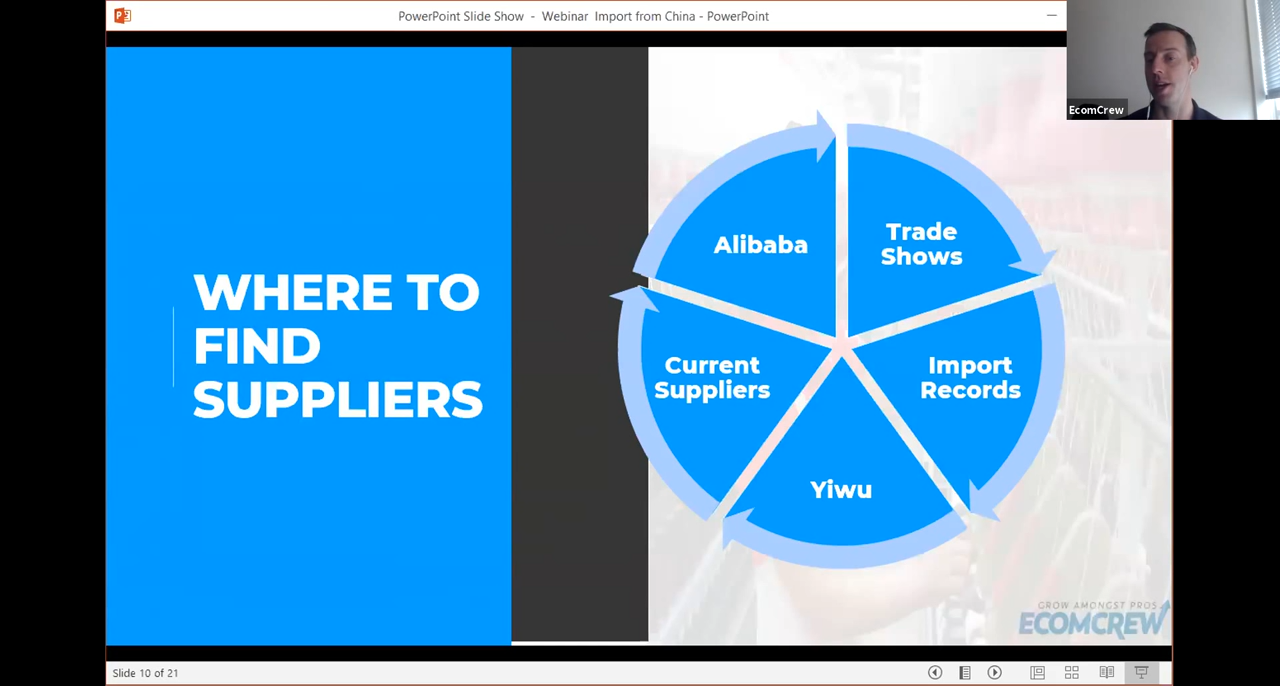 PowerPoint Slide Show - Webinar Import from China - PowerPoint
EcomCrew
WHERE TO
FIND
SUPPLIERS
Alibaba
Trade
Shows
Current
Suppliers
Import
Records
Yiwu
GROW AMONGST PROS
ECOMCREW
Slide 10 of 21